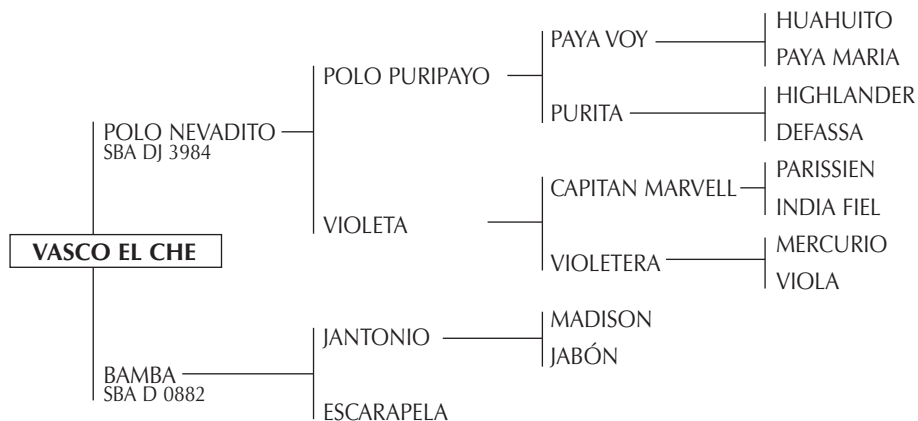 HUAHUITO
PAYA VOY
PAYA MARIA
POLO PURIPAYO
HIGHLANDER
PURITA
DEFASSA
POLO NEVADITO
SBA DJ 3984
PARISSIEN
CAPITAN MARVELL
INDIA FIEL
VIOLETA
MERCURIO
VIOLETERA
VIOLA
VASCO EL CHE
MADISON
JANTONIO
JABÓN
BAMBA
SBA D 0882
ESCARAPELA